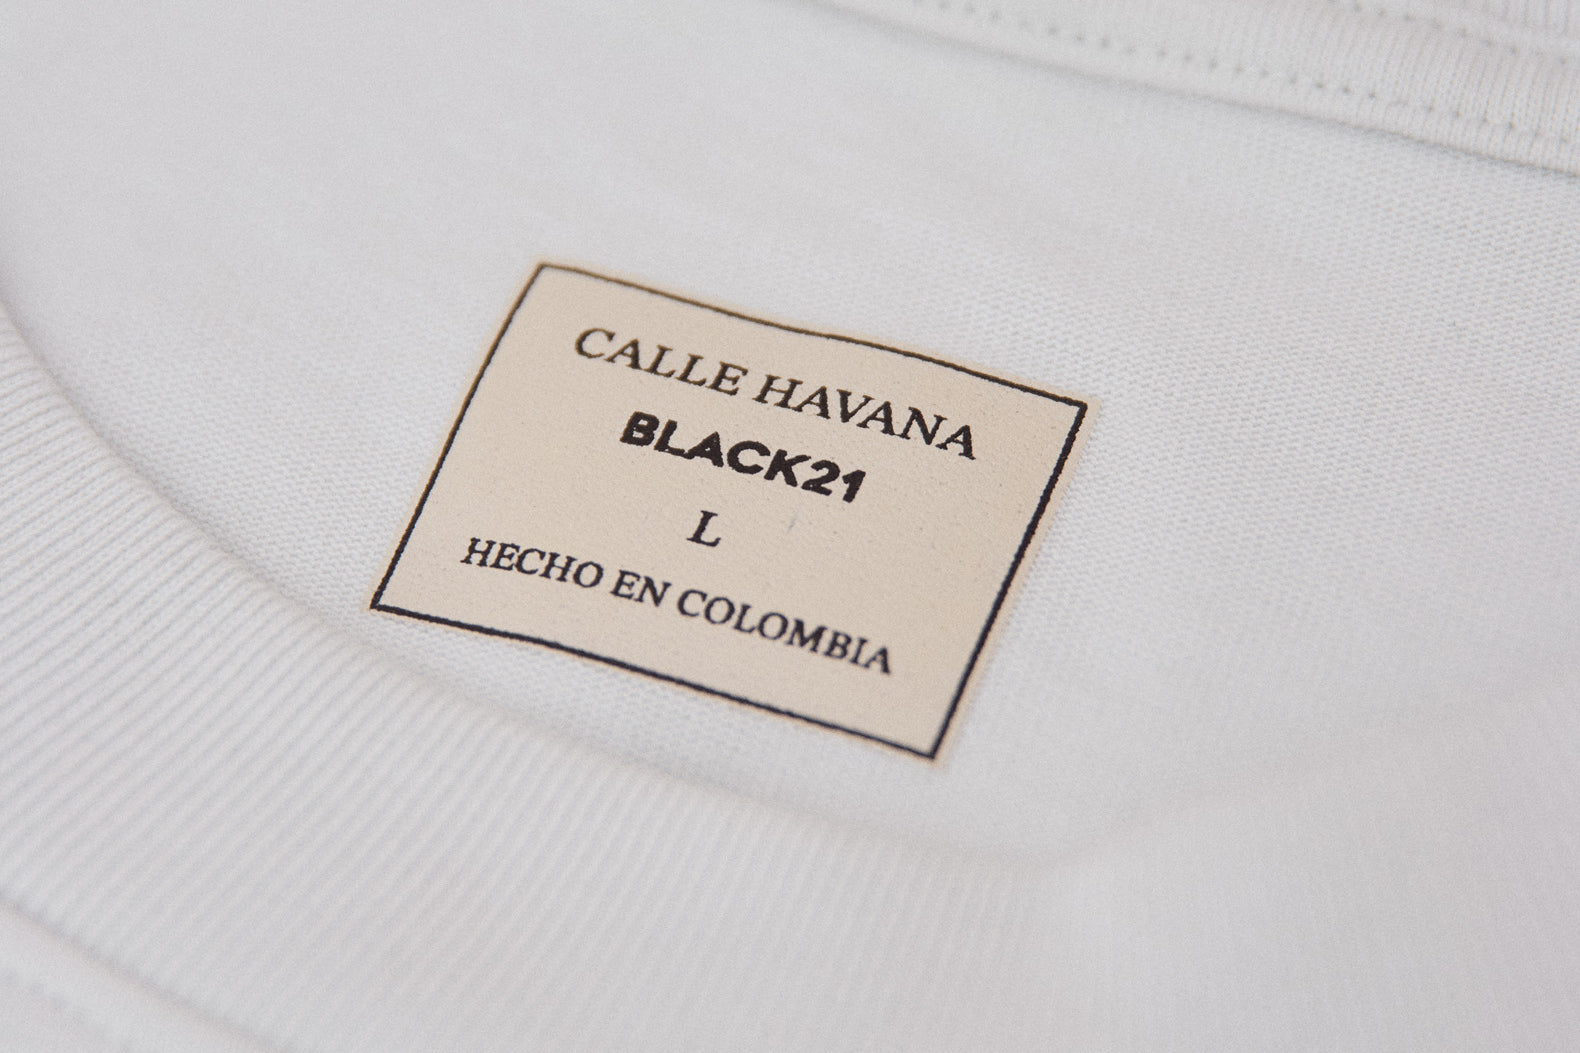 CALLE HAVANA
BLACK21
L
HECHO EN COLOMBIA